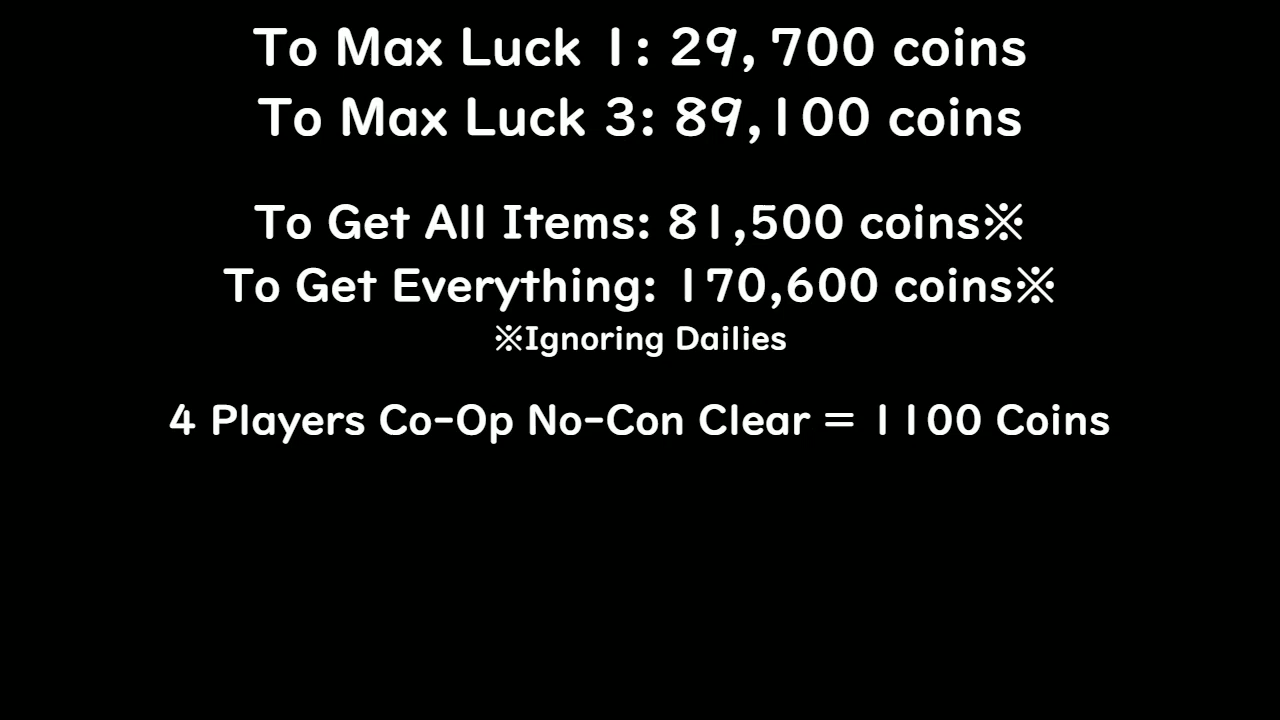 To Max Luck 1: 29,700 coins
To Max Luck 3: 89,100 coins
To Get All Items: 81,500 coins※
To Get Everything: 170,600 coins※
※Ignoring Dailies
4 Players Co-Op No-Con Clear = 1100 Coins